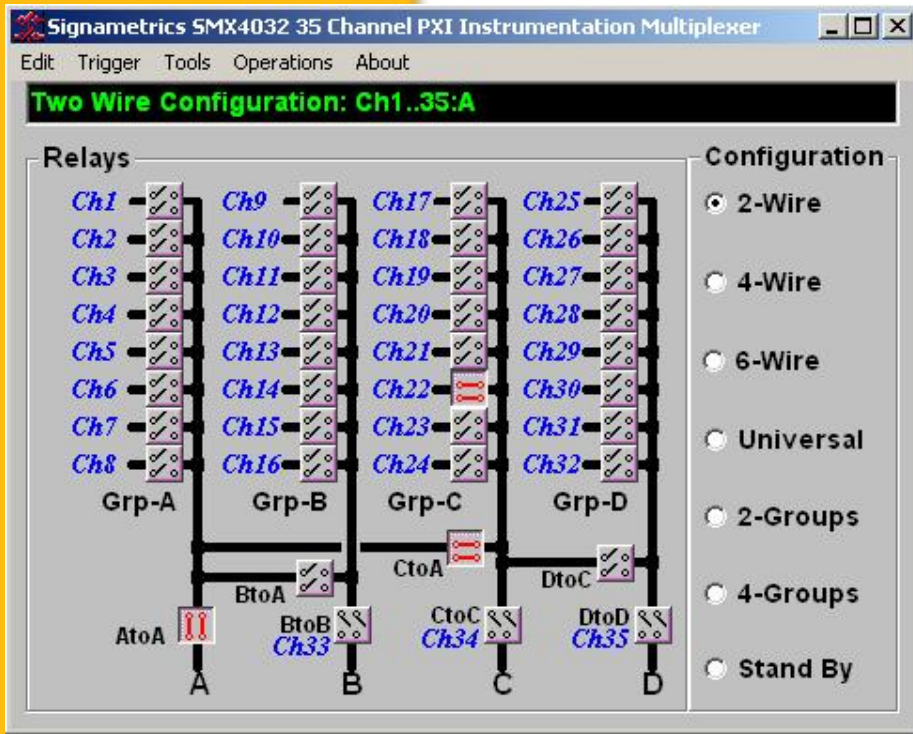 Signametrics SMX4032 35 Channel PXI Instrumentation Multiplexer
Edit Trigger Tools Operations About
Two Wire Configuration: Ch1..35:A
Relays
Configuration
Ch1 Ch9 Ch17 Ch25
2-Wire
Ch2 Ch10 Ch18 Ch26
Ch3 Ch11 Ch19 Ch27
4-Wire
Ch4 Ch12 Ch20 Ch28
Ch5 Ch13 Ch21 Ch29
6-Wire
Ch6 Ch14 Ch22 Ch30
Ch7 Ch15 Ch23 Ch31
Universal
Ch8 Ch16 Ch24 Ch32
Grp-A Grp-B Grp-C Grp-D
2-Groups
CtoA
DtoC
BtoA
4-Groups
AtoA BtoB CtoC DtoD
Ch33 Ch34 Ch35
Stand By
A B C D